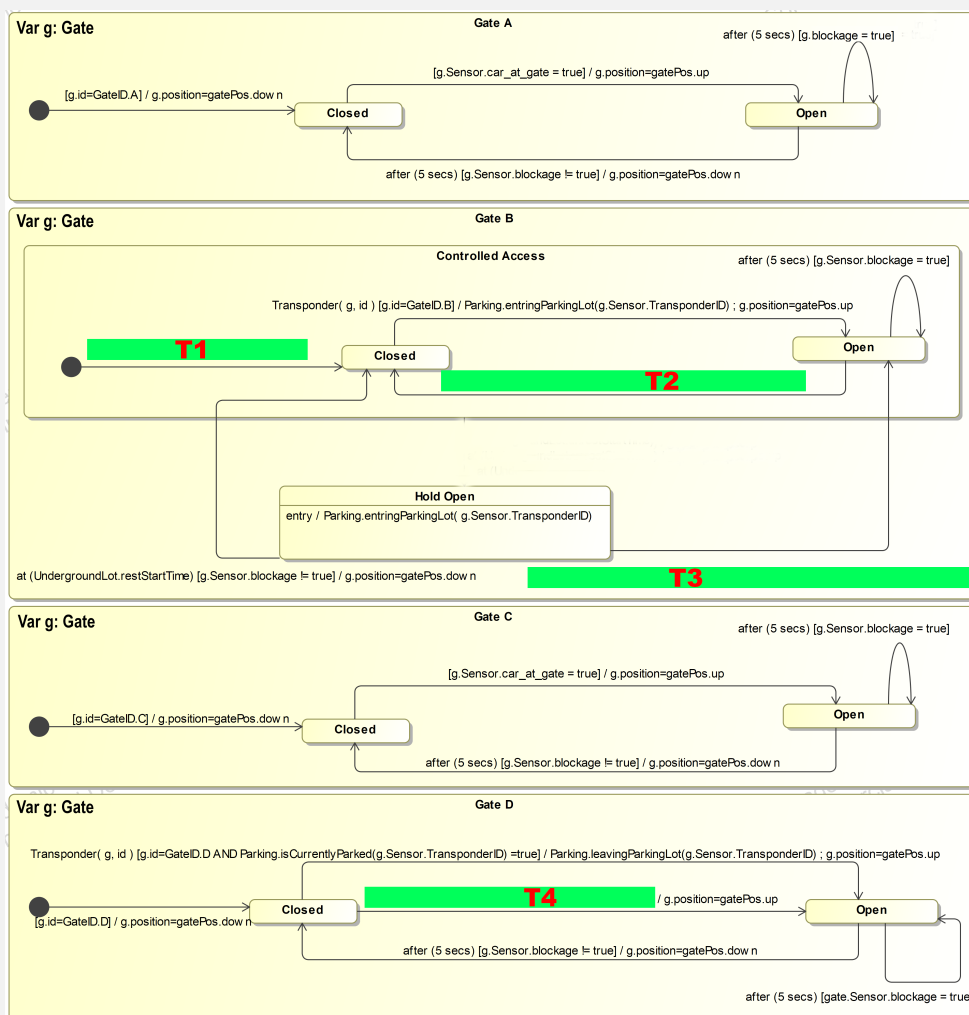 Var g: Gate
Gate A
after (5 secs) [g.blockage = true]
[g.Sensor.car_at_gate = true] / g.position=gatePos.up
[g.id=GateID.A] / g.position=gatePos.down
Closed
Open
after (5 secs) [g.Sensor.blockage != true] / g.position=gatePos.down
Var g: Gate
Gate B
Controlled Access
after (5 secs) [g.Sensor.blockage = true]
Transponder( g, id ) [g.id=GateID.B] / Parking.entringParkingLot(g.Sensor.TransponderID) ; g.position=gatePos.up
T1
Closed
Open
T2
Hold Open
entry / Parking.entringParkingLot( g.Sensor.TransponderID)
at (UndergroundLot.restStartTime) [g.Sensor.blockage != true] / g.position=gatePos.down
T3
Var g: Gate
Gate C
after (5 secs) [g.Sensor.blockage = true]
[g.Sensor.car_at_gate = true] / g.position=gatePos.up
[g.id=GateID.C] / g.position=gatePos.down
Closed
Open
after (5 secs) [g.Sensor.blockage != true] / g.position=gatePos.down
Var g: Gate
Gate D
Transponder( g, id ) [g.id=GateID.D AND Parking.isCurrentlyParked(g.Sensor.TransponderID) =true] / Parking.leavingParkingLot(g.Sensor.TransponderID) ; g.position=gatePos.up
T4 / g.position=gatePos.up
Closed
Open
[g.id=GateID.D] / g.position=gatePos.down
after (5 secs) [g.Sensor.blockage != true] / g.position=gatePos.down
after (5 secs) [gate.Sensor.blockage = true